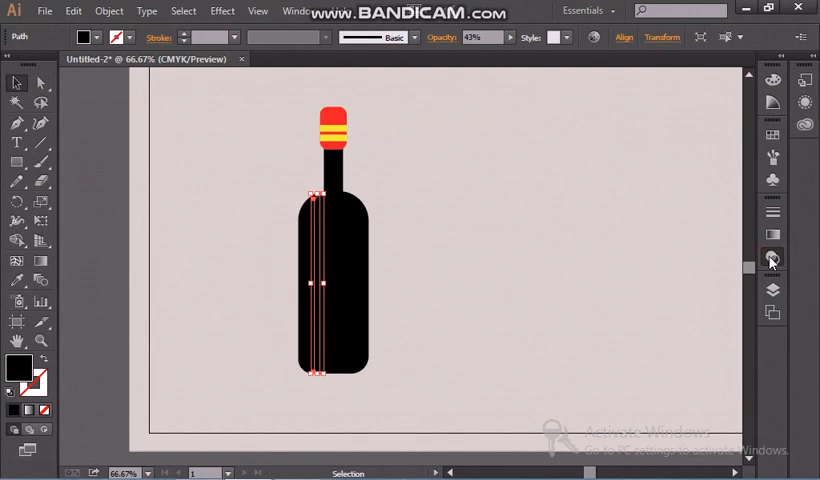 www.BANDICAM.com
Ai File Edit Object Type Select Effect View Window Essentials
Path Stroke: Basic Opacity: 43% Style: Align Transform
Untitled-2* @ 66.67% (CMYK/Preview) ×
T
Activate Windows
Go to PC settings to activate Windows.
66.67% 1 Selection